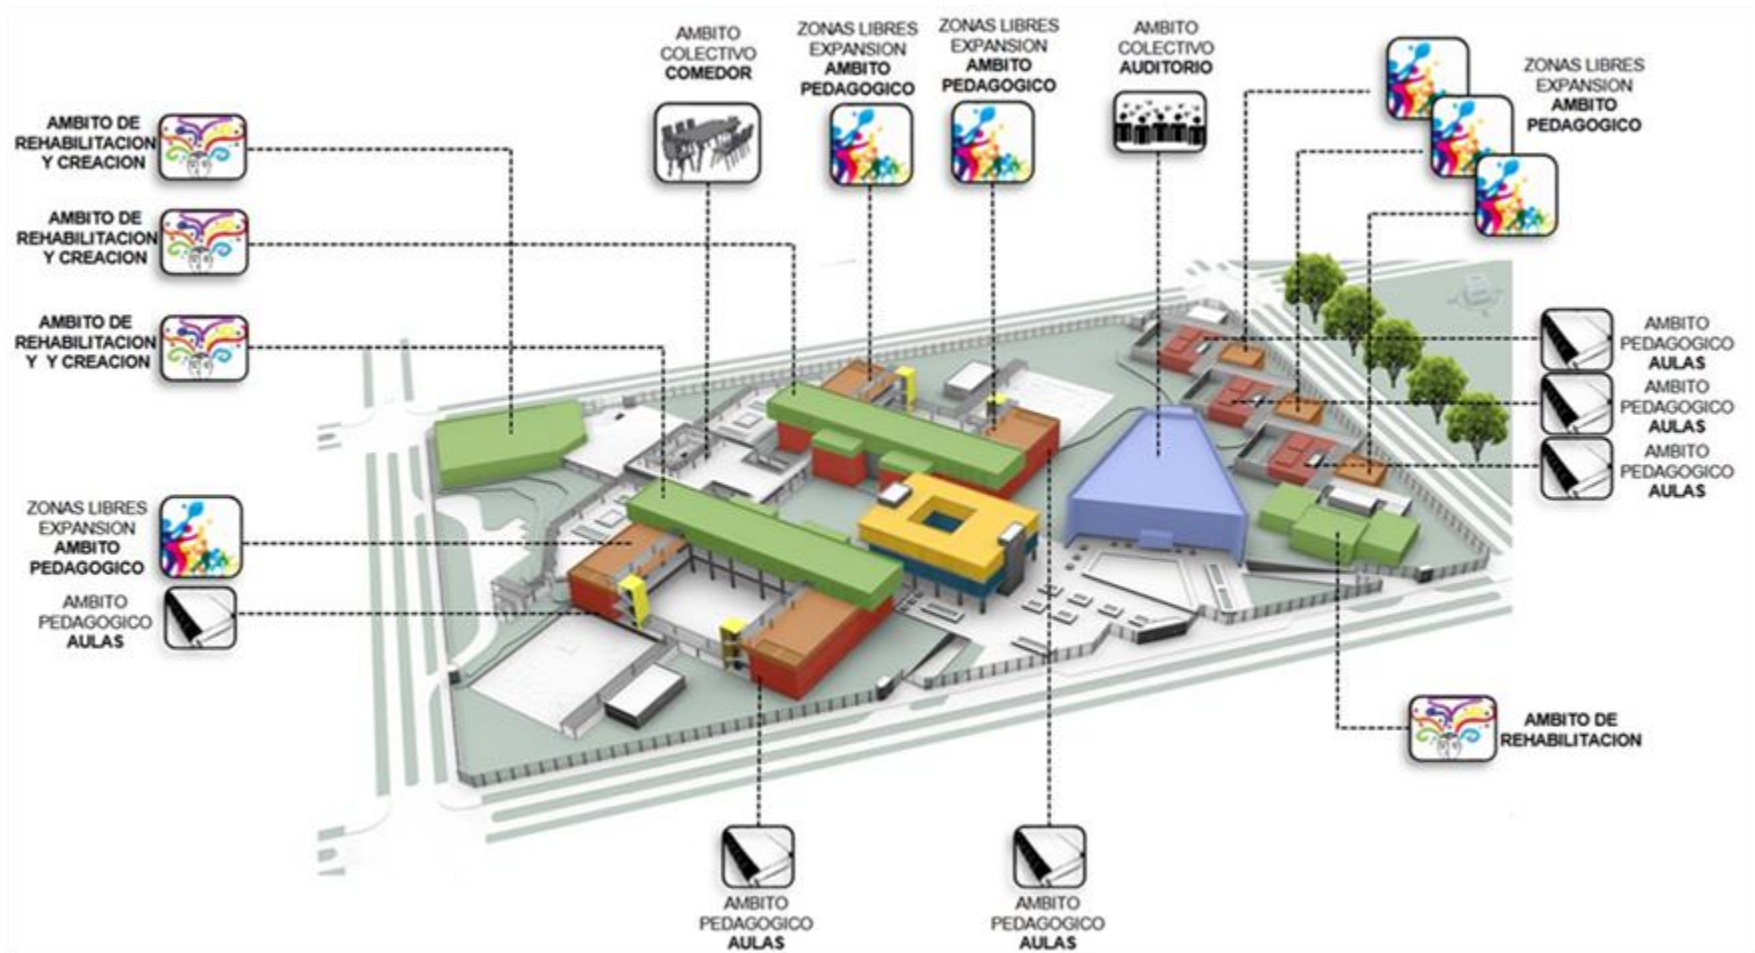 AMBITO
COLECTIVO
COMEDOR
ZONAS LIBRES
EXPANSION
AMBITO
PEDAGOGICO
ZONAS LIBRES
EXPANSION
AMBITO
PEDAGOGICO
AMBITO
COLECTIVO
AUDITORIO
ZONAS LIBRES
EXPANSION
AMBITO
PEDAGOGICO
AMBITO DE
REHABILITACION
Y CREACION
AMBITO DE
REHABILITACION
Y CREACION
AMBITO DE
REHABILITACION
Y Y CREACION
AMBITO
PEDAGOGICO
AULAS
AMBITO
PEDAGOGICO
AULAS
AMBITO
PEDAGOGICO
AULAS
ZONAS LIBRES
EXPANSION
AMBITO
PEDAGOGICO
AMBITO
PEDAGOGICO
AULAS
AMBITO DE
REHABILITACION
AMBITO
PEDAGOGICO
AULAS
AMBITO
PEDAGOGICO
AULAS